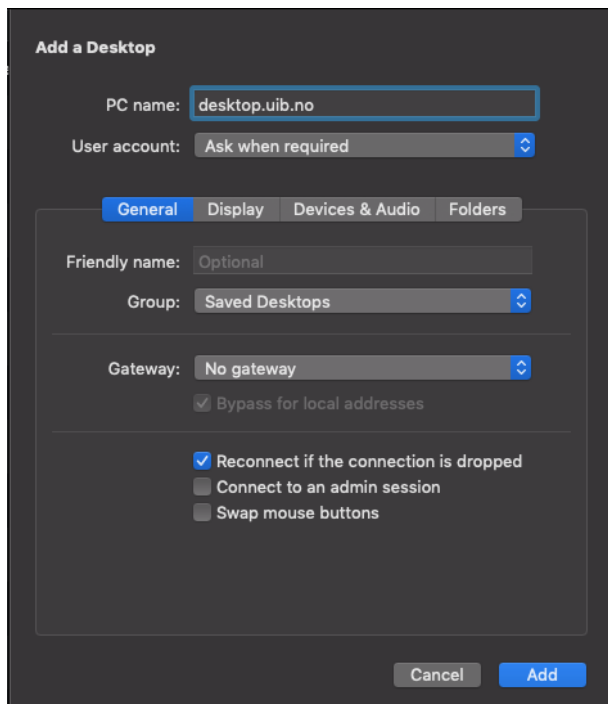 Add a Desktop
PC name: desktop.uib.no
User account: Ask when required
General Display Devices & Audio Folders
Friendly name: Optional
Group: Saved Desktops
Gateway: No gateway
Bypass for local addresses
Reconnect if the connection is dropped
Connect to an admin session
Swap mouse buttons
Cancel Add